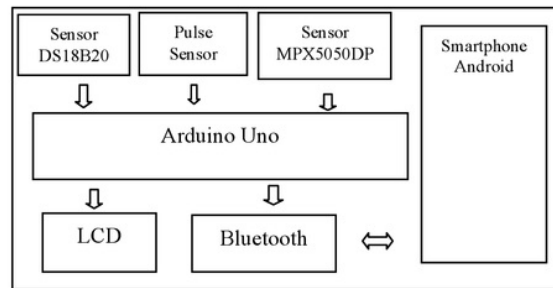 Sensor
DS18B20
Pulse
Sensor
Sensor
MPX5050DP
Smartphone
Android
Arduino Uno
LCD
Bluetooth